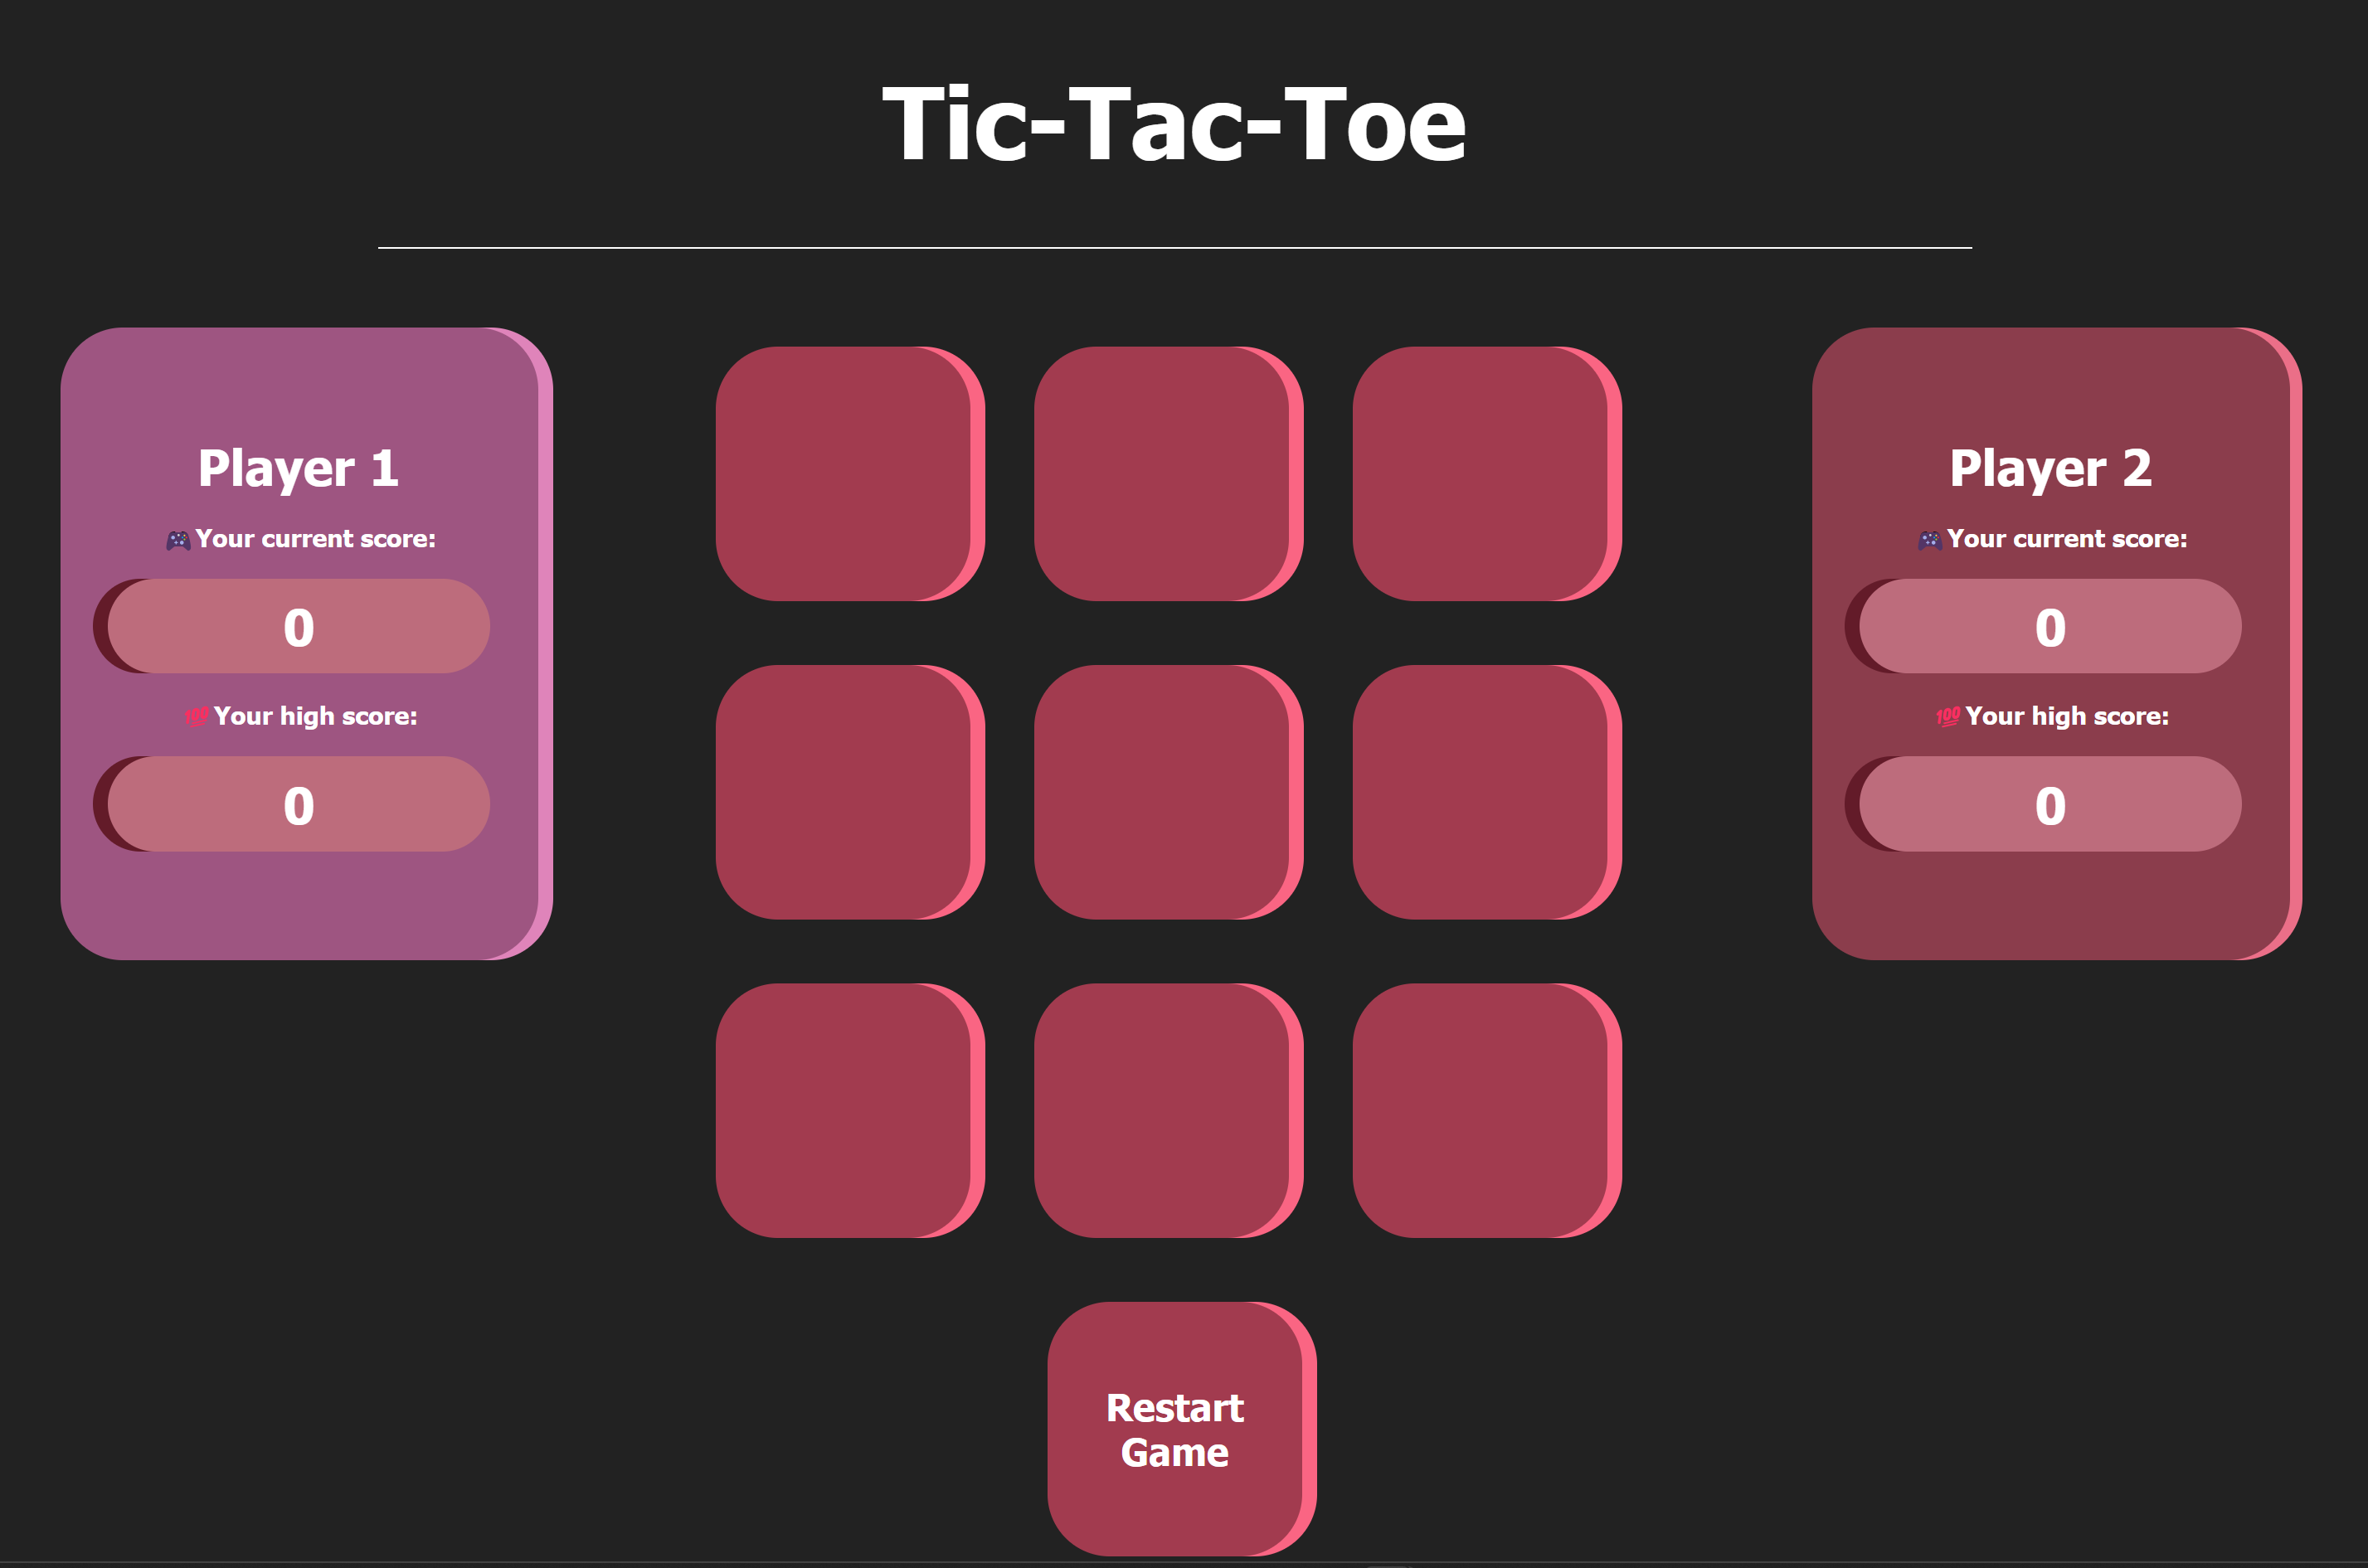 Tic-Tac-Toe
Player 1
🎮 Your current score:
0
💯 Your high score:
0
Player 2
🎮 Your current score:
0
💯 Your high score:
0
Restart
Game